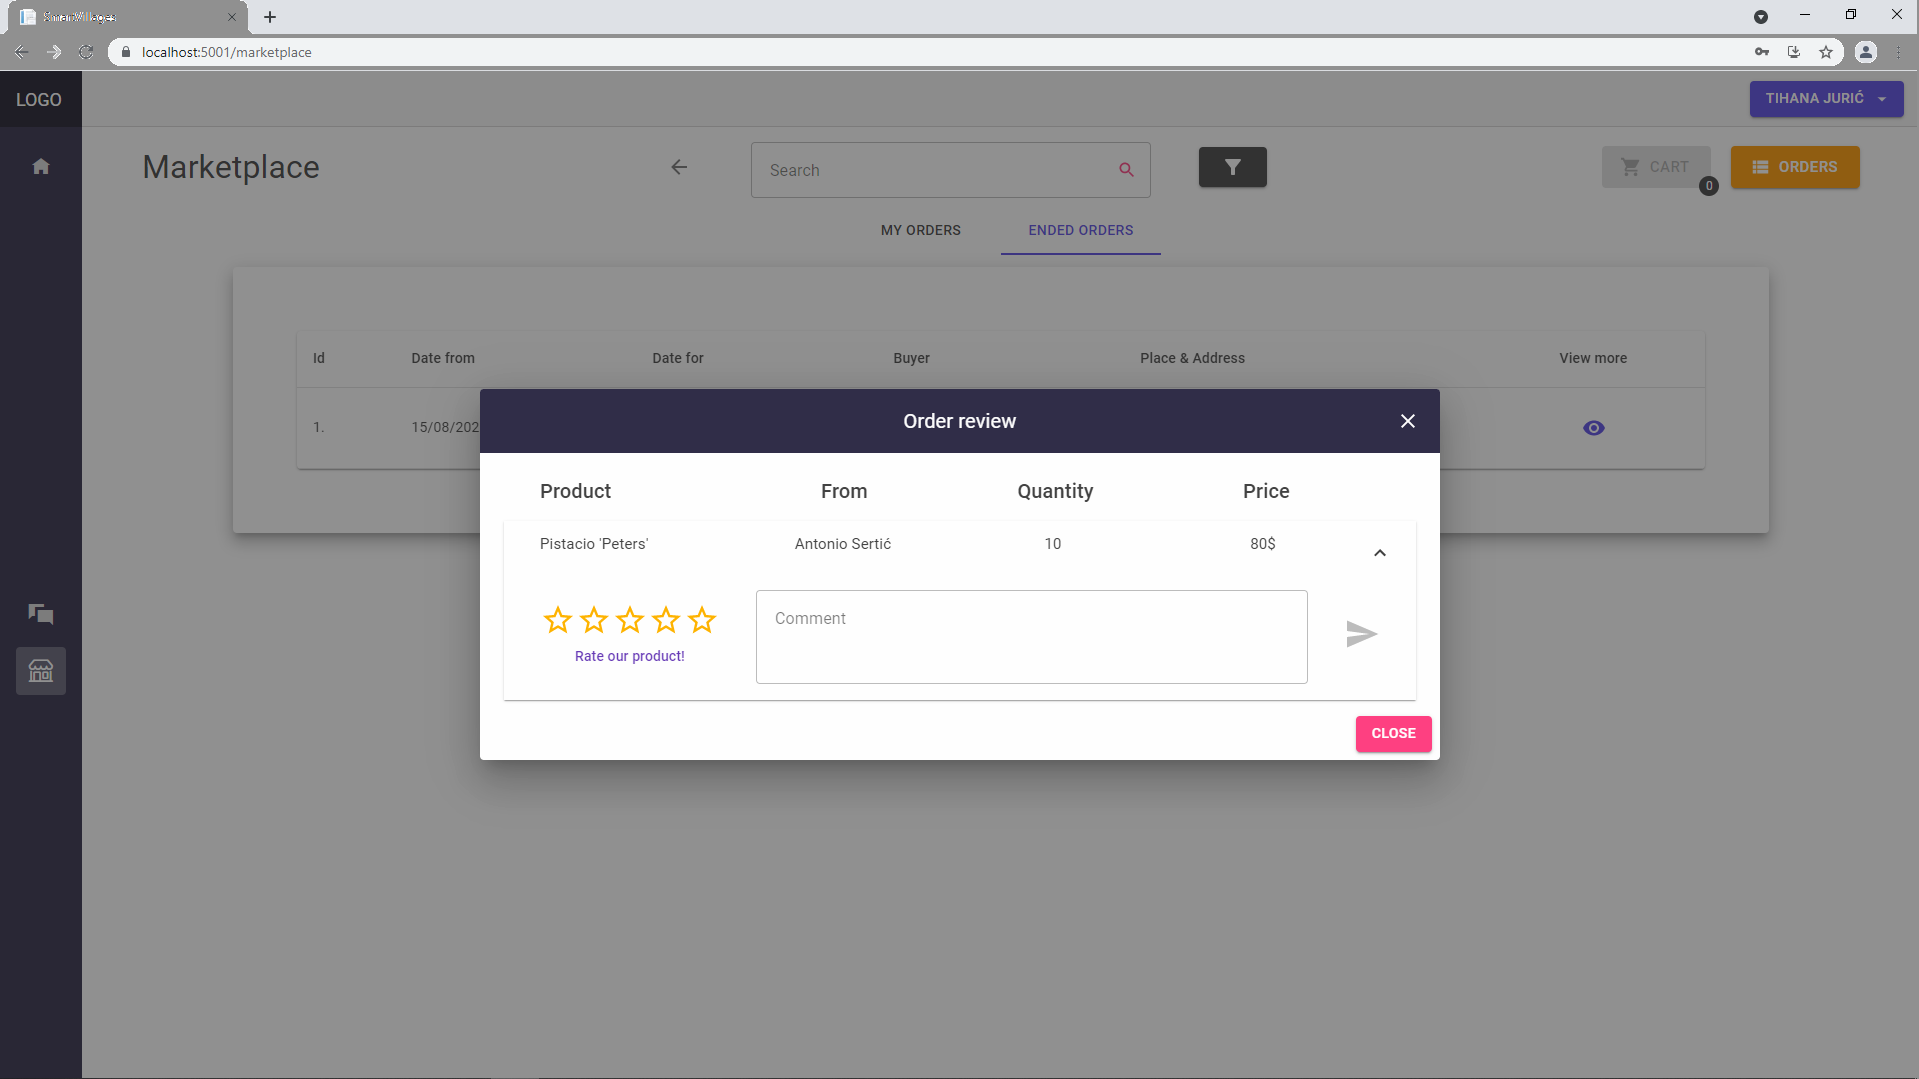 SmartVillages
localhost:5001/marketplace
LOGO
TIHANA JURIĆ
Marketplace
Search
CART
0
ORDERS
MY ORDERS
ENDED ORDERS
Id Date from Date for Buyer Place & Address View more
1. 15/08/202
Order review
Product From Quantity Price
Pistacio 'Peters' Antonio Sertić 10 80$
Comment
Rate our product!
CLOSE